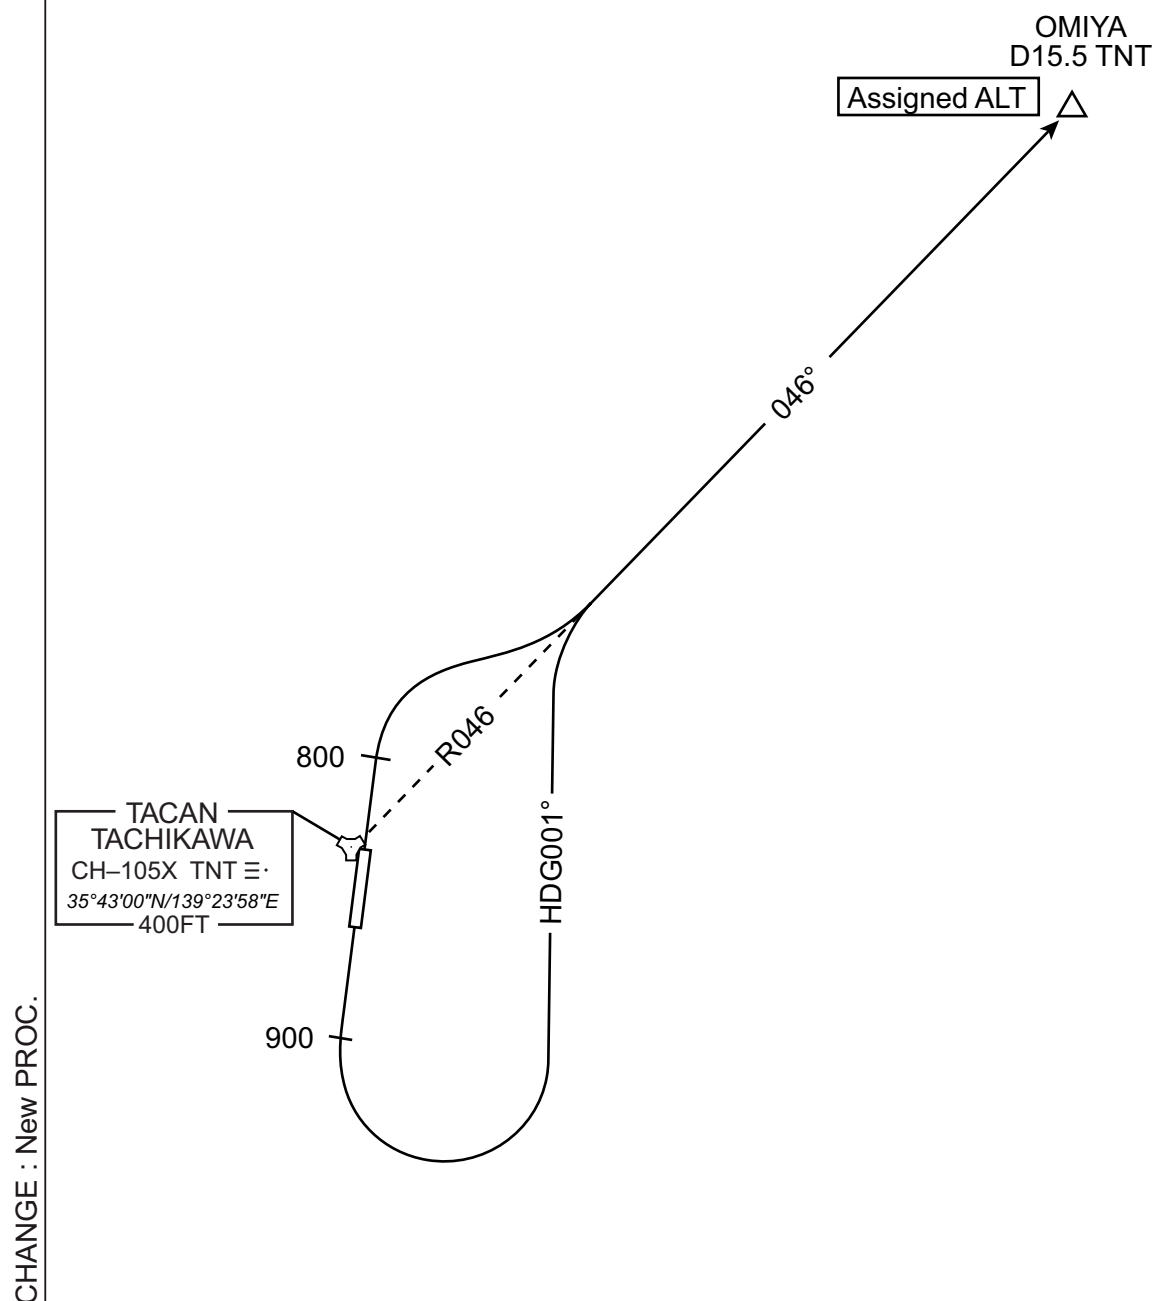 OMIYA
D15.5 TNT
Assigned ALT
046°
R046
800
TACAN
TACHIKAWA
CH–105X TNT
35°43'00"N/139°23'58"E
400FT
HDG001°
900
CHANGE : New PROC.